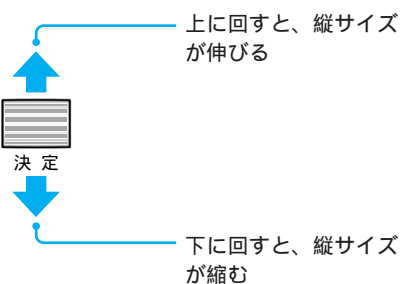 上に回すと、縦サイズ
が伸びる
決 定
下に回すと、縦サイズ
が縮む